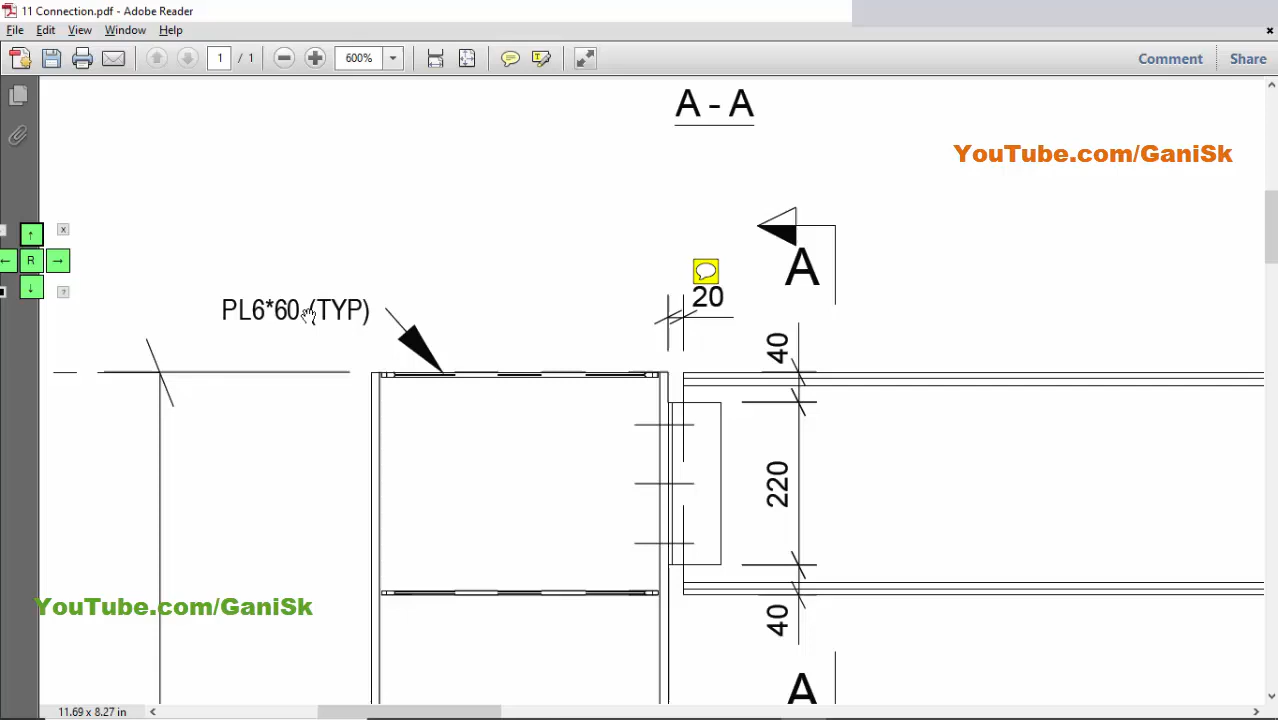 11 Connection.pdf - Adobe Reader
File Edit View Window Help
1 / 1 600% Comment Share
A - A
YouTube.com/GaniSk
A
20
PL6*60 (TYP)
40
220
40
YouTube.com/GaniSk
A
x
R
?
11.69 x 8.27 in